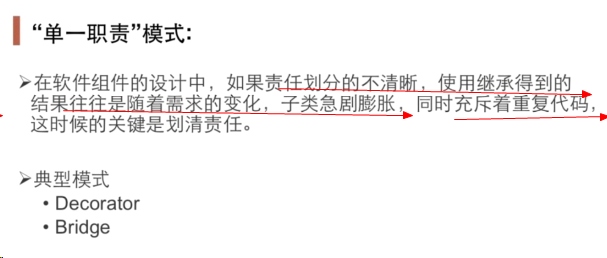 “单一职责”模式:
➢在软件组件的设计中，如果责任划分的不清晰，使用继承得到的
结果往往是随着需求的变化，子类急剧膨胀，同时充斥着重复代码，
这时候的关键是划清责任。
➢典型模式
• Decorator
• Bridge